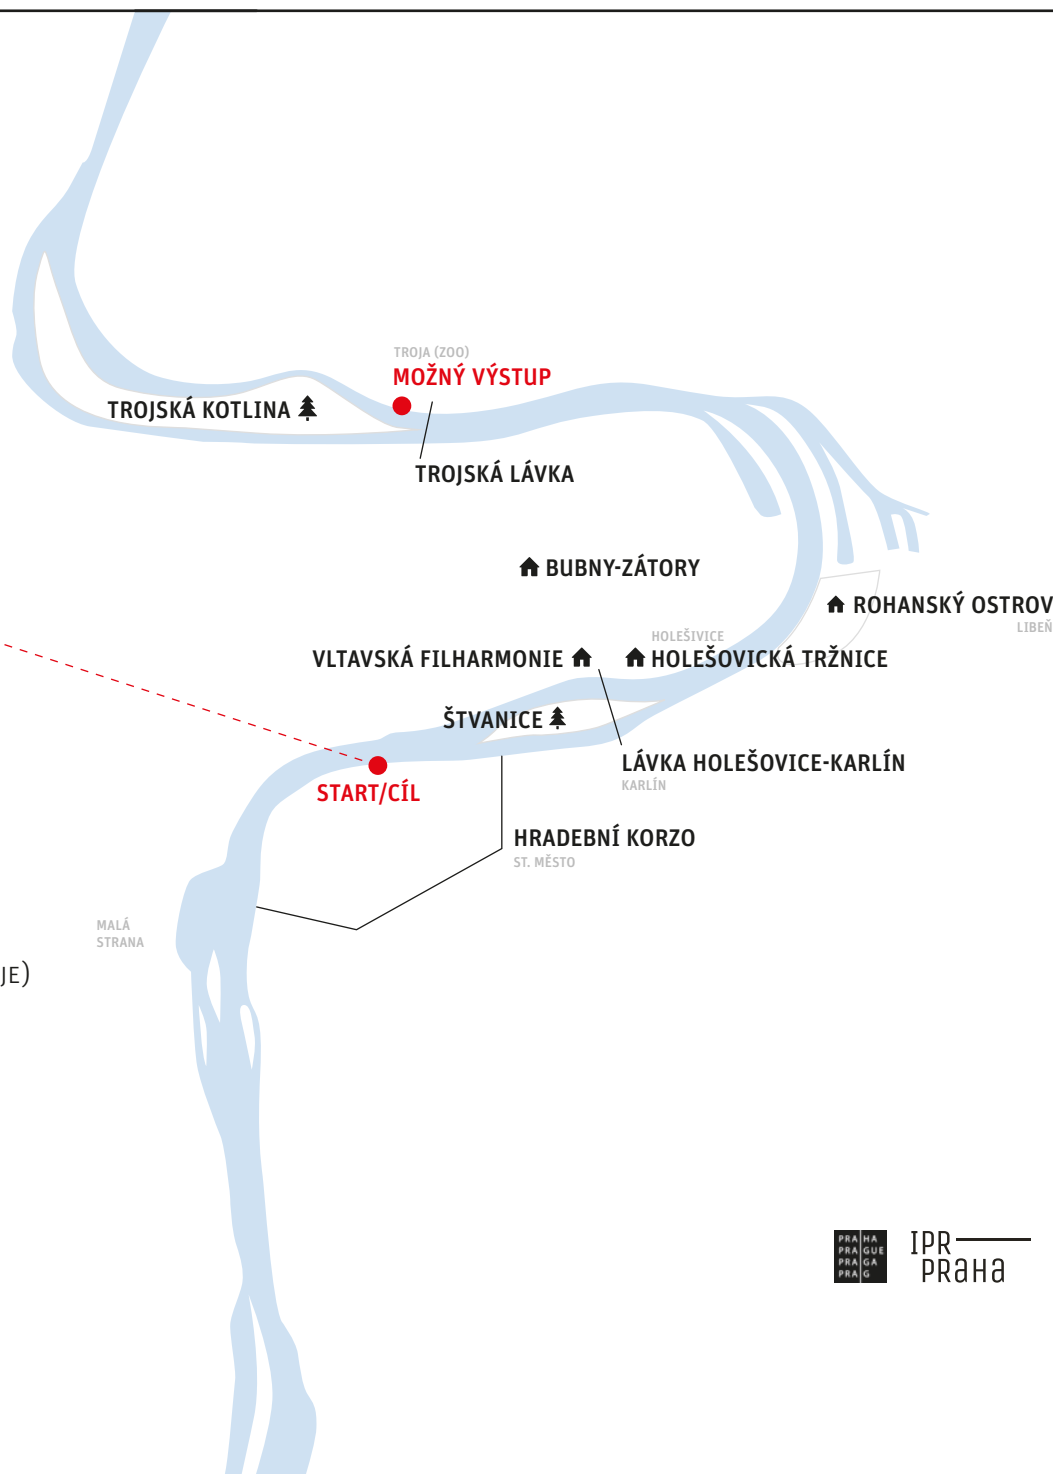 TROJA (ZOO)
MOŽNÝ VÝSTUP
TROJSKÁ KOTLINA
TROJSKÁ LÁVKA
BUBNY-ZÁTORY
ROHANSKÝ OSTROV
LIBEŇ
HOLEŠIVICE
VLTAVSKÁ FILHARMONIE
HOLEŠOVICKÁ TRŽNICE
ŠTVANICE
LÁVKA HOLEŠOVICE-KARLÍN
KARLÍN
START/CÍL
HRADEBNÍ KORZO
ST. MĚSTO
MALÁ
STRANA
JE)
PRA HA
PRA GUE
PRA GA
PRA G
IPR
PRAHA